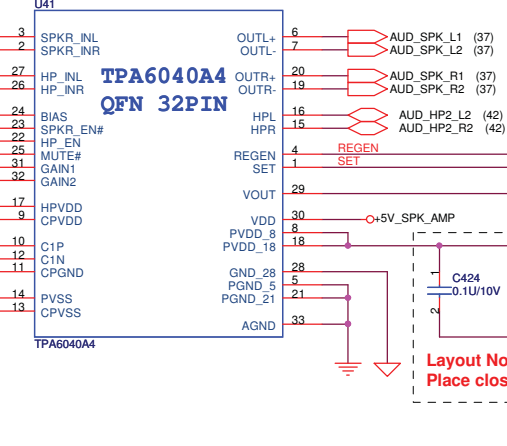 U41
3 SPKR_INL OUTL+ 6 AUD_SPK_L1 (37)
2 SPKR_INR OUTL- 7 AUD_SPK_L2 (37)
27 HP_INL OUTR+ 20 AUD_SPK_R1 (37)
26 HP_INR OUTR- 19 AUD_SPK_R2 (37)
TPA6040A4
QFN 32PIN
24 BIAS HPL 16 AUD_HP2_L2 (42)
23 SPKR_EN# HPR 15 AUD_HP2_R2 (42)
22 HP_EN
25 MUTE# REGEN 4 REGEN
31 GAIN1 SET 1 SET
32 GAIN2
VOUT 29
17 HPVDD
9 CPVDD VDD 30 +5V_SPK_AMP
PVDD_8 8
10 C1P PVDD_18 18
12 C1N
11 CPGND GND_28 28
PGND_5 5
14 PVSS PGND_21 21
13 CPVSS
AGND 33
TPA6040A4
1
C424
0.1U/10V
2
Layout No
Place clos